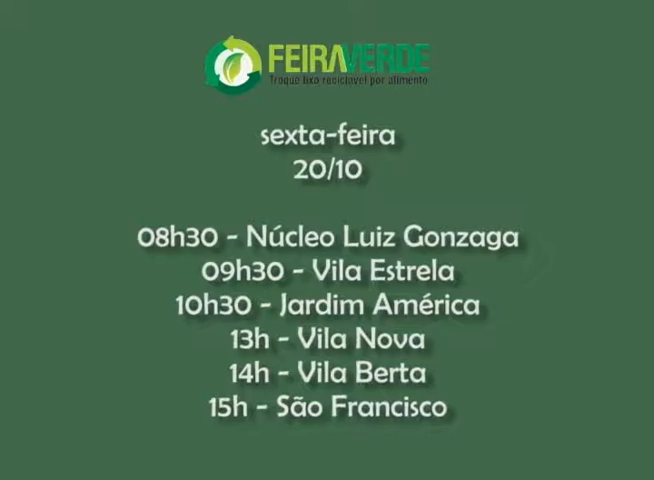 FEIRAVERDE
Troque lixo reciclável por alimento
sexta-feira
20/10
08h30 - Núcleo Luiz Gonzaga
09h30 - Vila Estrela
10h30 - Jardim América
13h - Vila Nova
14h - Vila Berta
15h - São Francisco